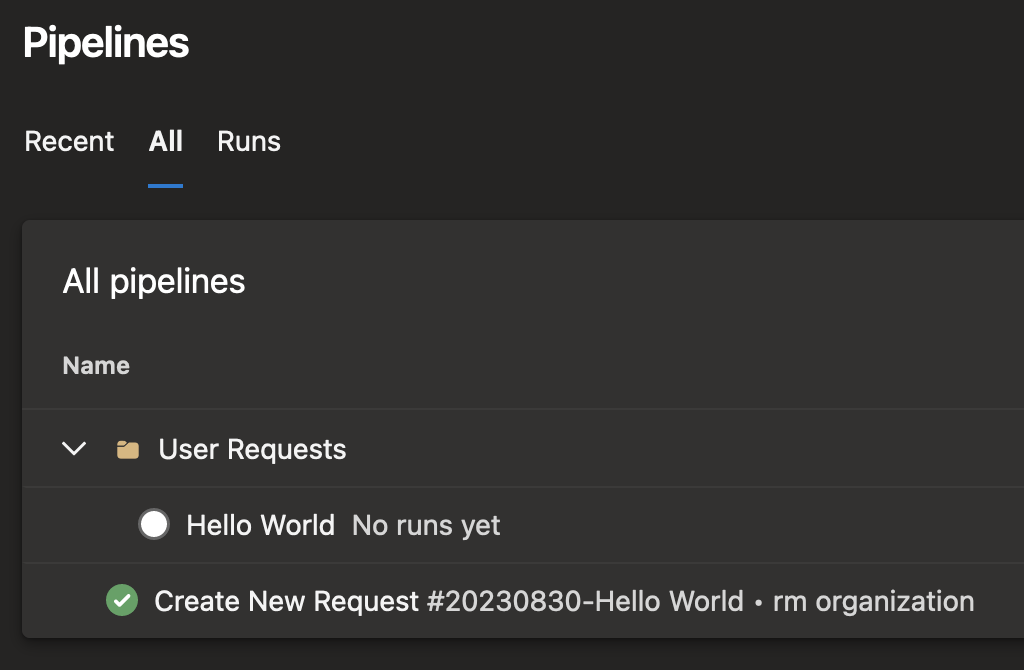 Pipelines
Recent All Runs
All pipelines
Name
User Requests
Hello World No runs yet
Create New Request #20230830-Hello World • rm organization